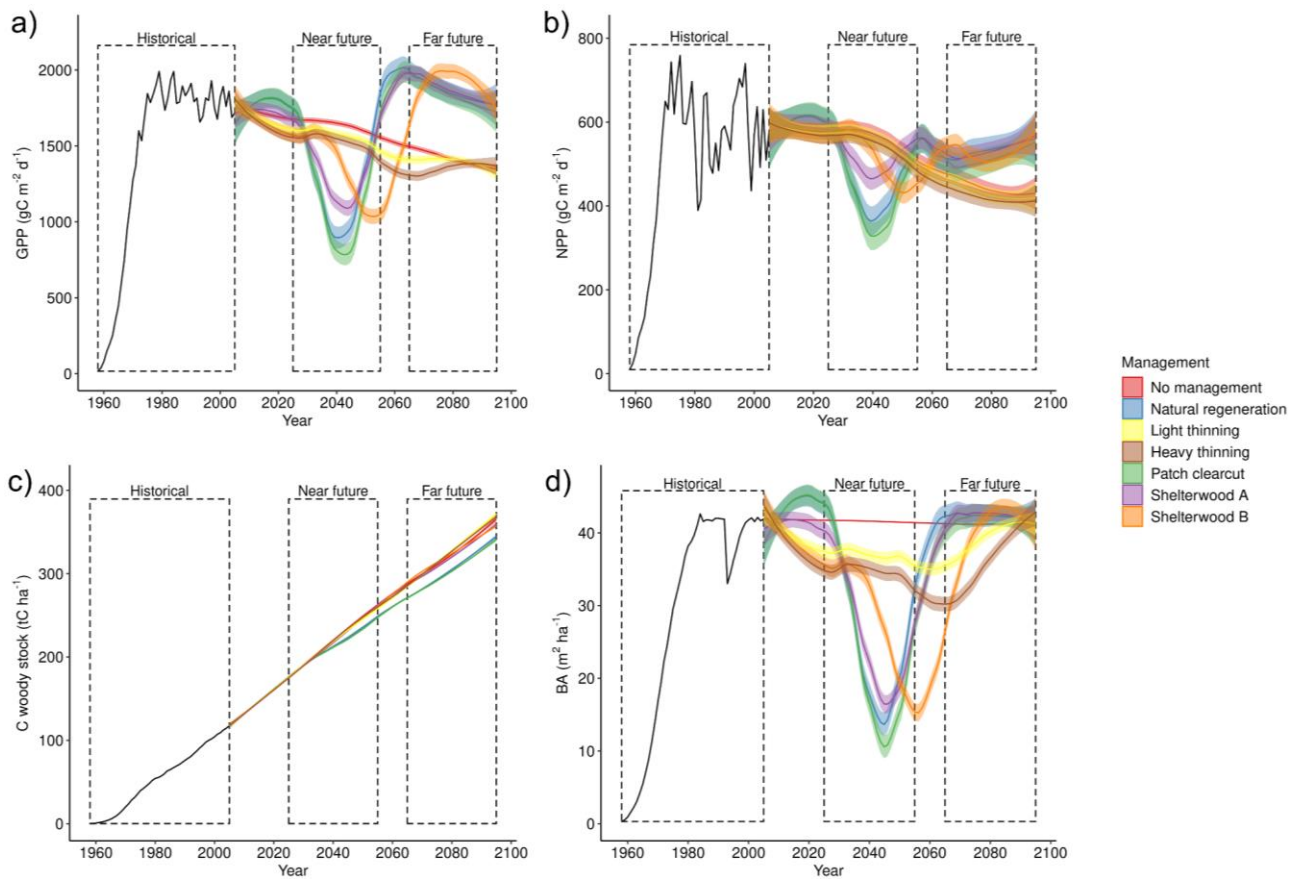 a)
Historical
Near future
Far future
2000
1500
1000
500
0
GPP (gC m⁻² d⁻¹)
1960 1980 2000 2020 2040 2060 2080 2100
Year
b)
Historical
Near future
Far future
800
600
400
200
0
NPP (gC m⁻² d⁻¹)
1960 1980 2000 2020 2040 2060 2080 2100
Year
Management
No management
Natural regeneration
Light thinning
Heavy thinning
Patch clearcut
Shelterwood A
Shelterwood B
c)
Historical
Near future
Far future
400
300
200
100
0
C woody stock (tC ha⁻¹)
1960 1980 2000 2020 2040 2060 2080 2100
Year
d)
Historical
Near future
Far future
40
30
20
10
0
BA (m² ha⁻¹)
1960 1980 2000 2020 2040 2060 2080 2100
Year